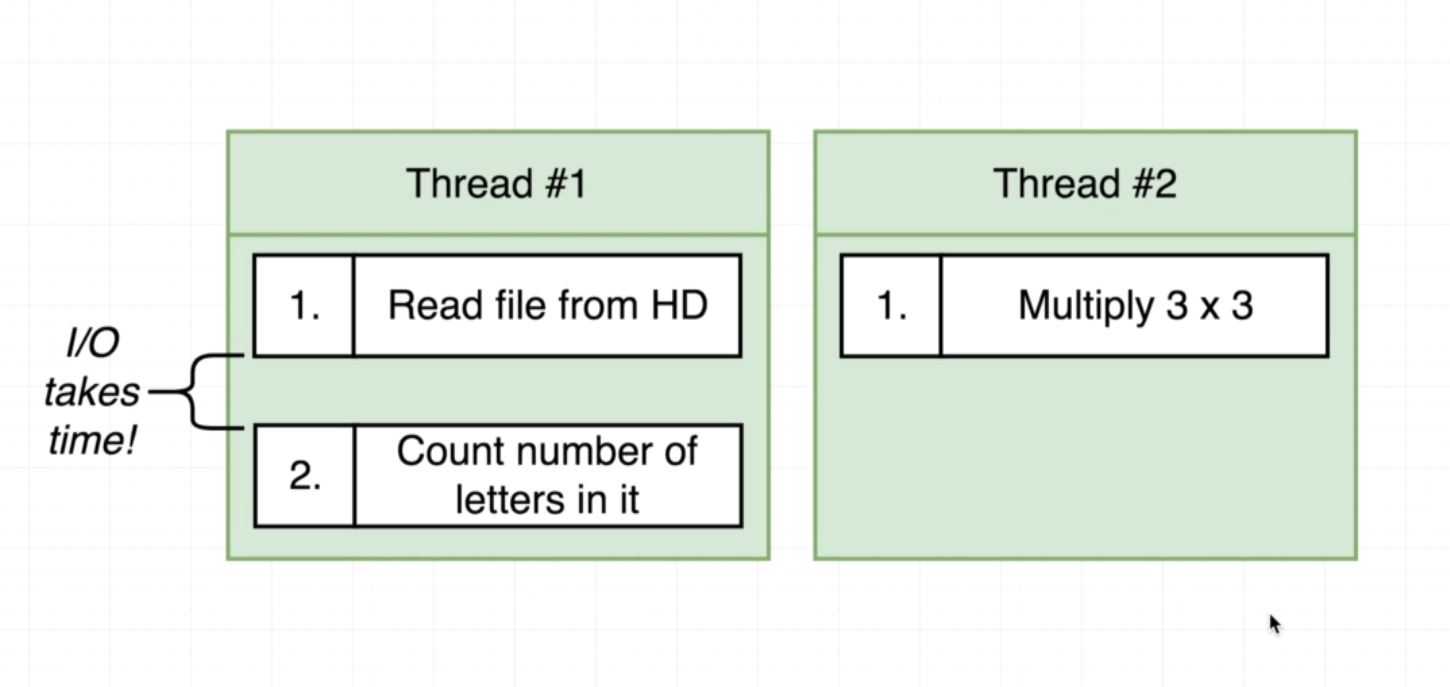 Thread #1
1. Read file from HD
I/O
takes
time!
2. Count number of
letters in it
Thread #2
1. Multiply 3 x 3